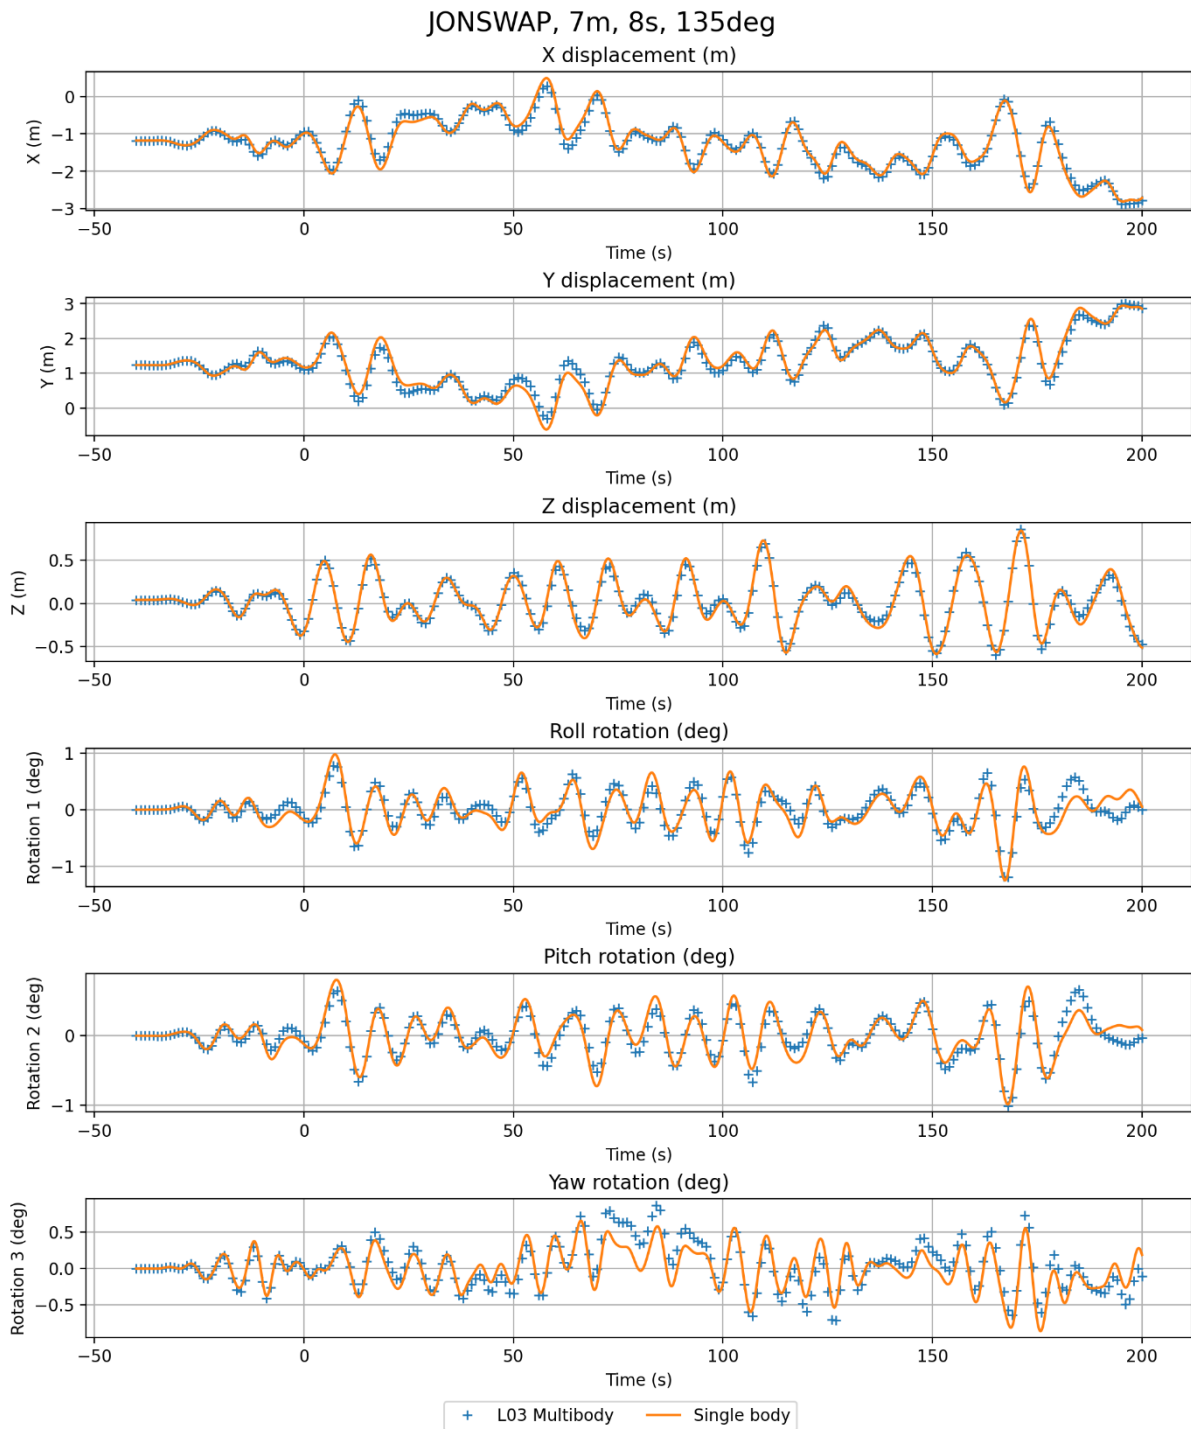 JONSWAP, 7m, 8s, 135deg
X displacement (m)
X (m)
0
−1
−2
−3
−50 0 50 100 150 200
Time (s)
Y displacement (m)
Y (m)
3
2
1
0
−50 0 50 100 150 200
Time (s)
Z displacement (m)
Z (m)
0.5
0.0
−0.5
−50 0 50 100 150 200
Time (s)
Roll rotation (deg)
Rotation 1 (deg)
1
0
−1
−50 0 50 100 150 200
Time (s)
Pitch rotation (deg)
Rotation 2 (deg)
0
−1
−50 0 50 100 150 200
Time (s)
Yaw rotation (deg)
Rotation 3 (deg)
0.5
0.0
−0.5
−50 0 50 100 150 200
Time (s)
L03 Multibody Single body